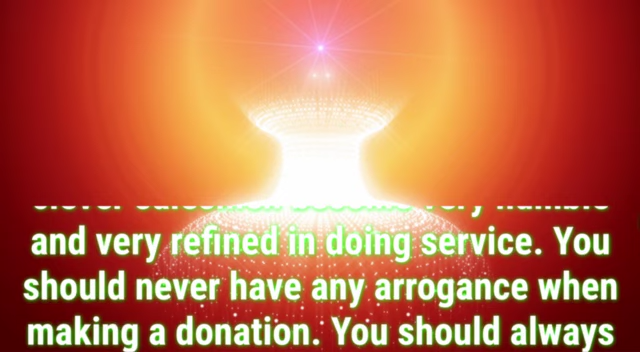 and very refined in doing service. You
should never have any arrogance when
making a donation. You should always